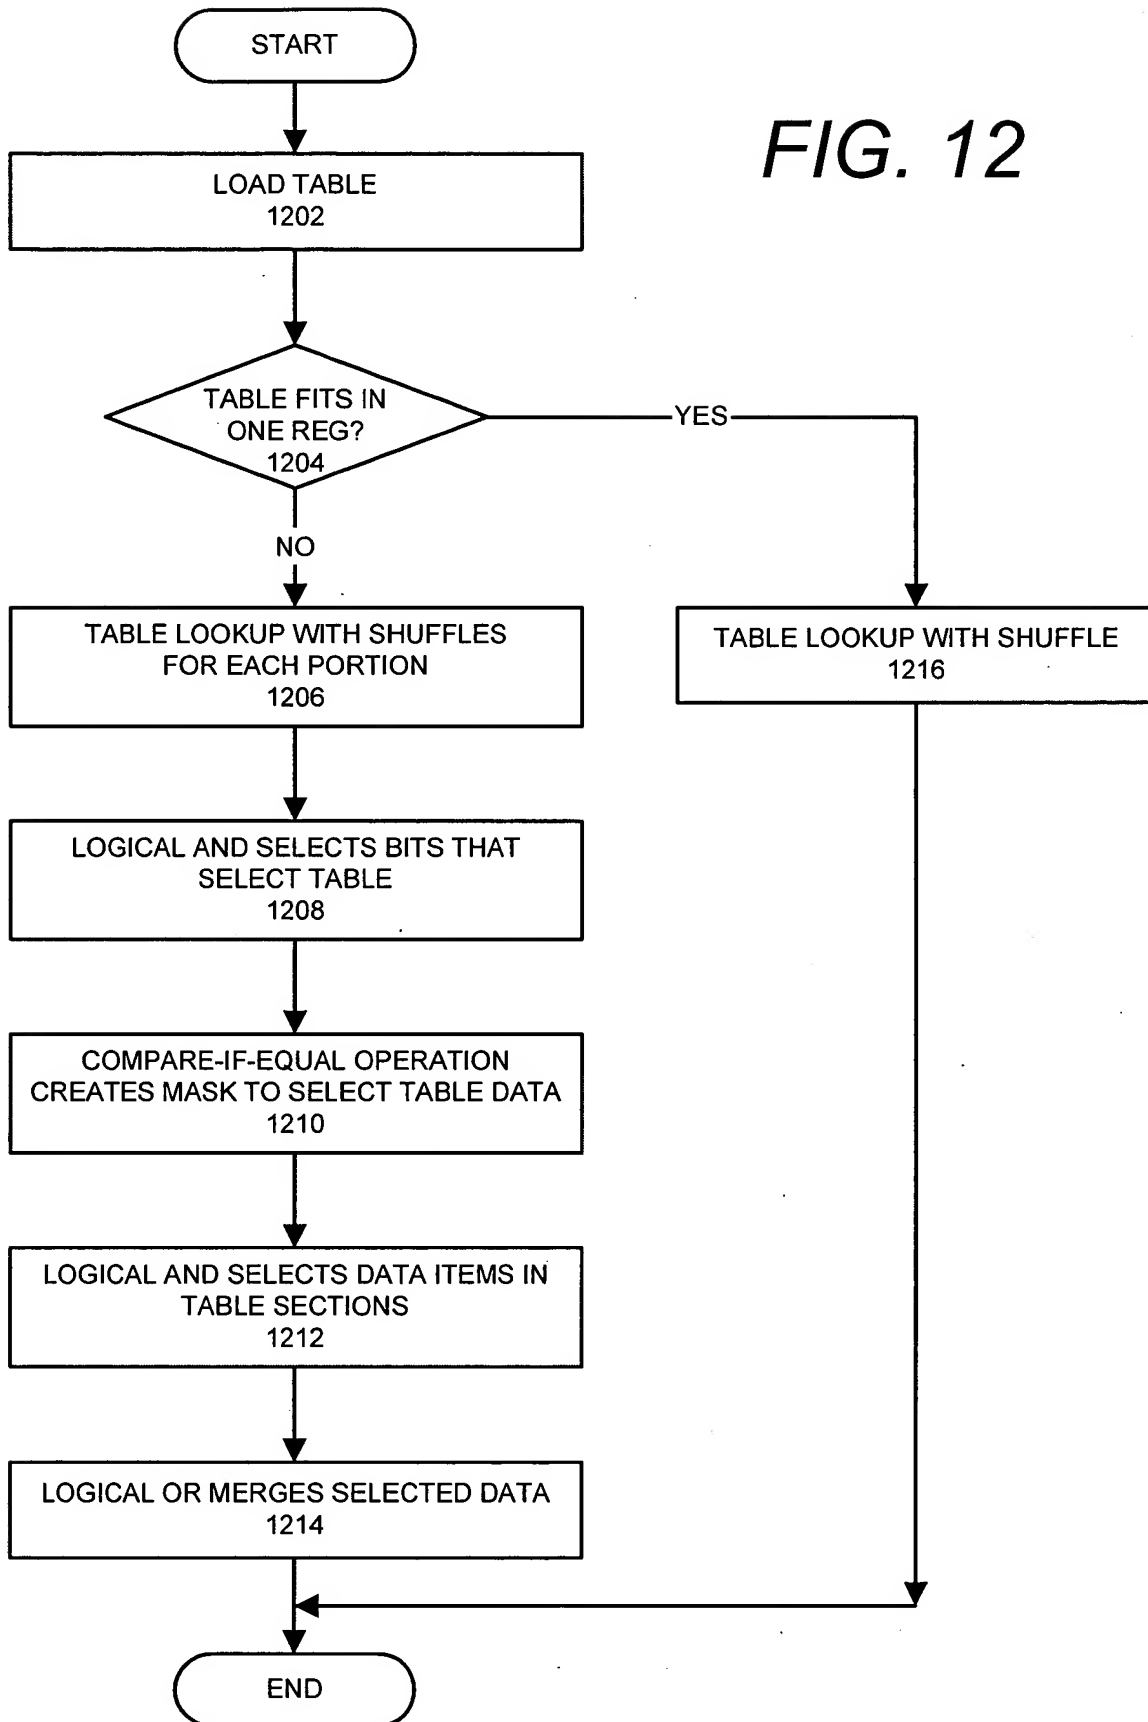 START
FIG. 12
LOAD TABLE
1202
TABLE FITS IN
ONE REG?
1204
YES
NO
TABLE LOOKUP WITH SHUFFLES
FOR EACH PORTION
1206
TABLE LOOKUP WITH SHUFFLE
1216
LOGICAL AND SELECTS BITS THAT
SELECT TABLE
1208
COMPARE-IF-EQUAL OPERATION
CREATES MASK TO SELECT TABLE DATA
1210
LOGICAL AND SELECTS DATA ITEMS IN
TABLE SECTIONS
1212
LOGICAL OR MERGES SELECTED DATA
1214
END